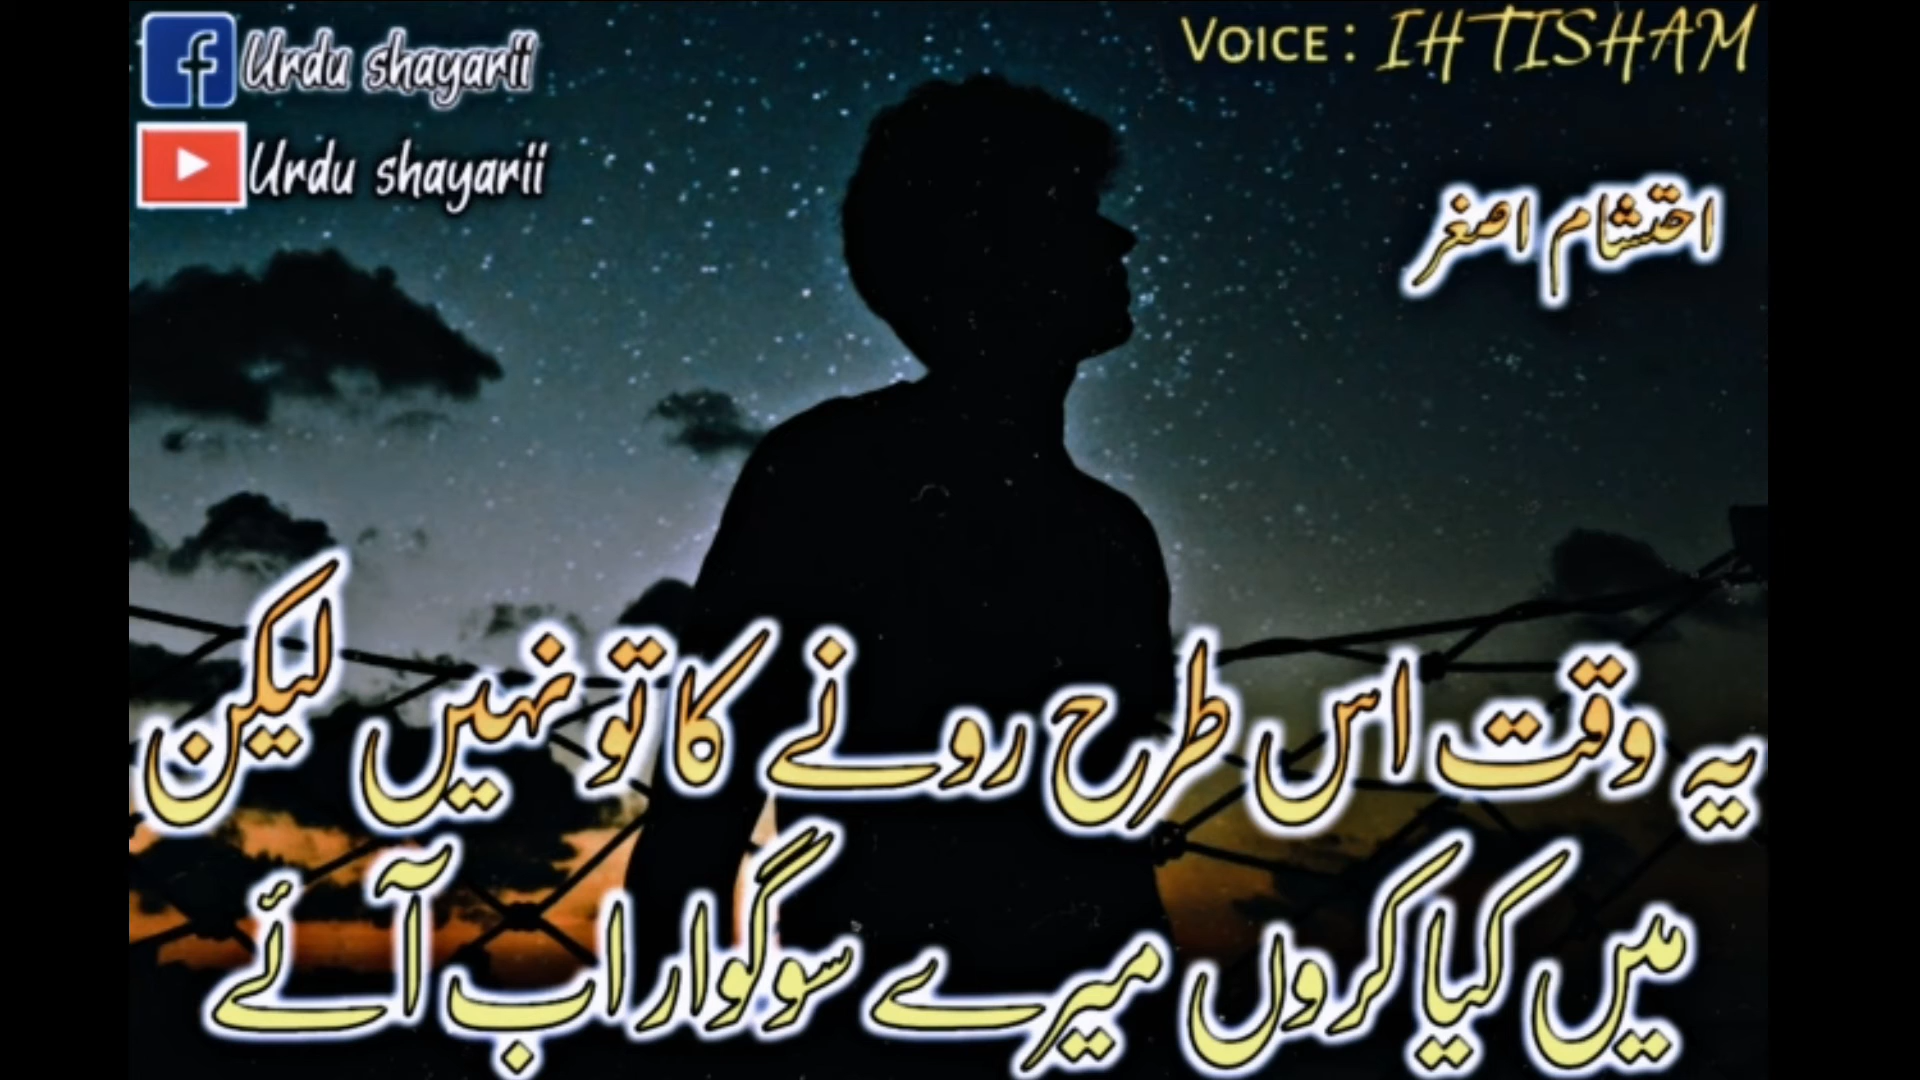 Urdu shayarii
VOICE : IHTISHAM
Urdu shayarii
احتشام اصغر
یہ وقت اس طرح رونے کا تو نہیں لیکن
میں کیا کروں میرے سوگوار اب آئے